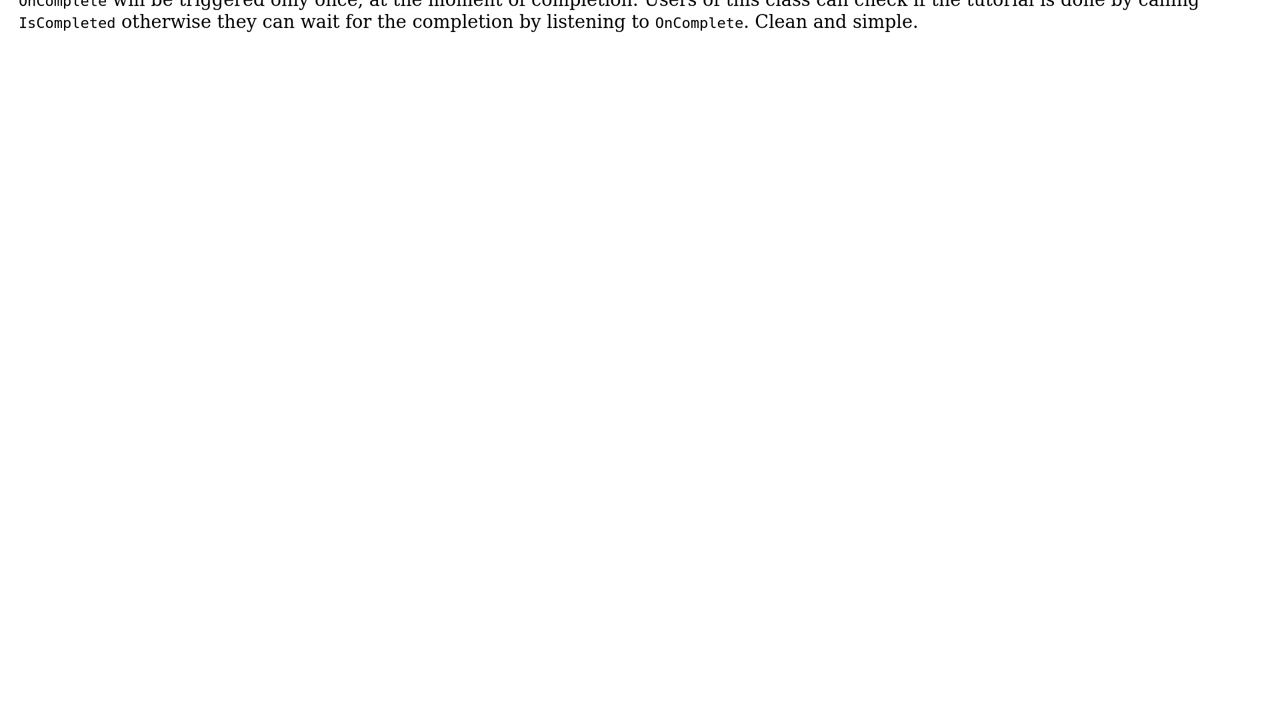 OnComplete will be triggered only once, at the moment of completion. Users of this class can check if the tutorial is done by calling
IsCompleted otherwise they can wait for the completion by listening to OnComplete. Clean and simple.